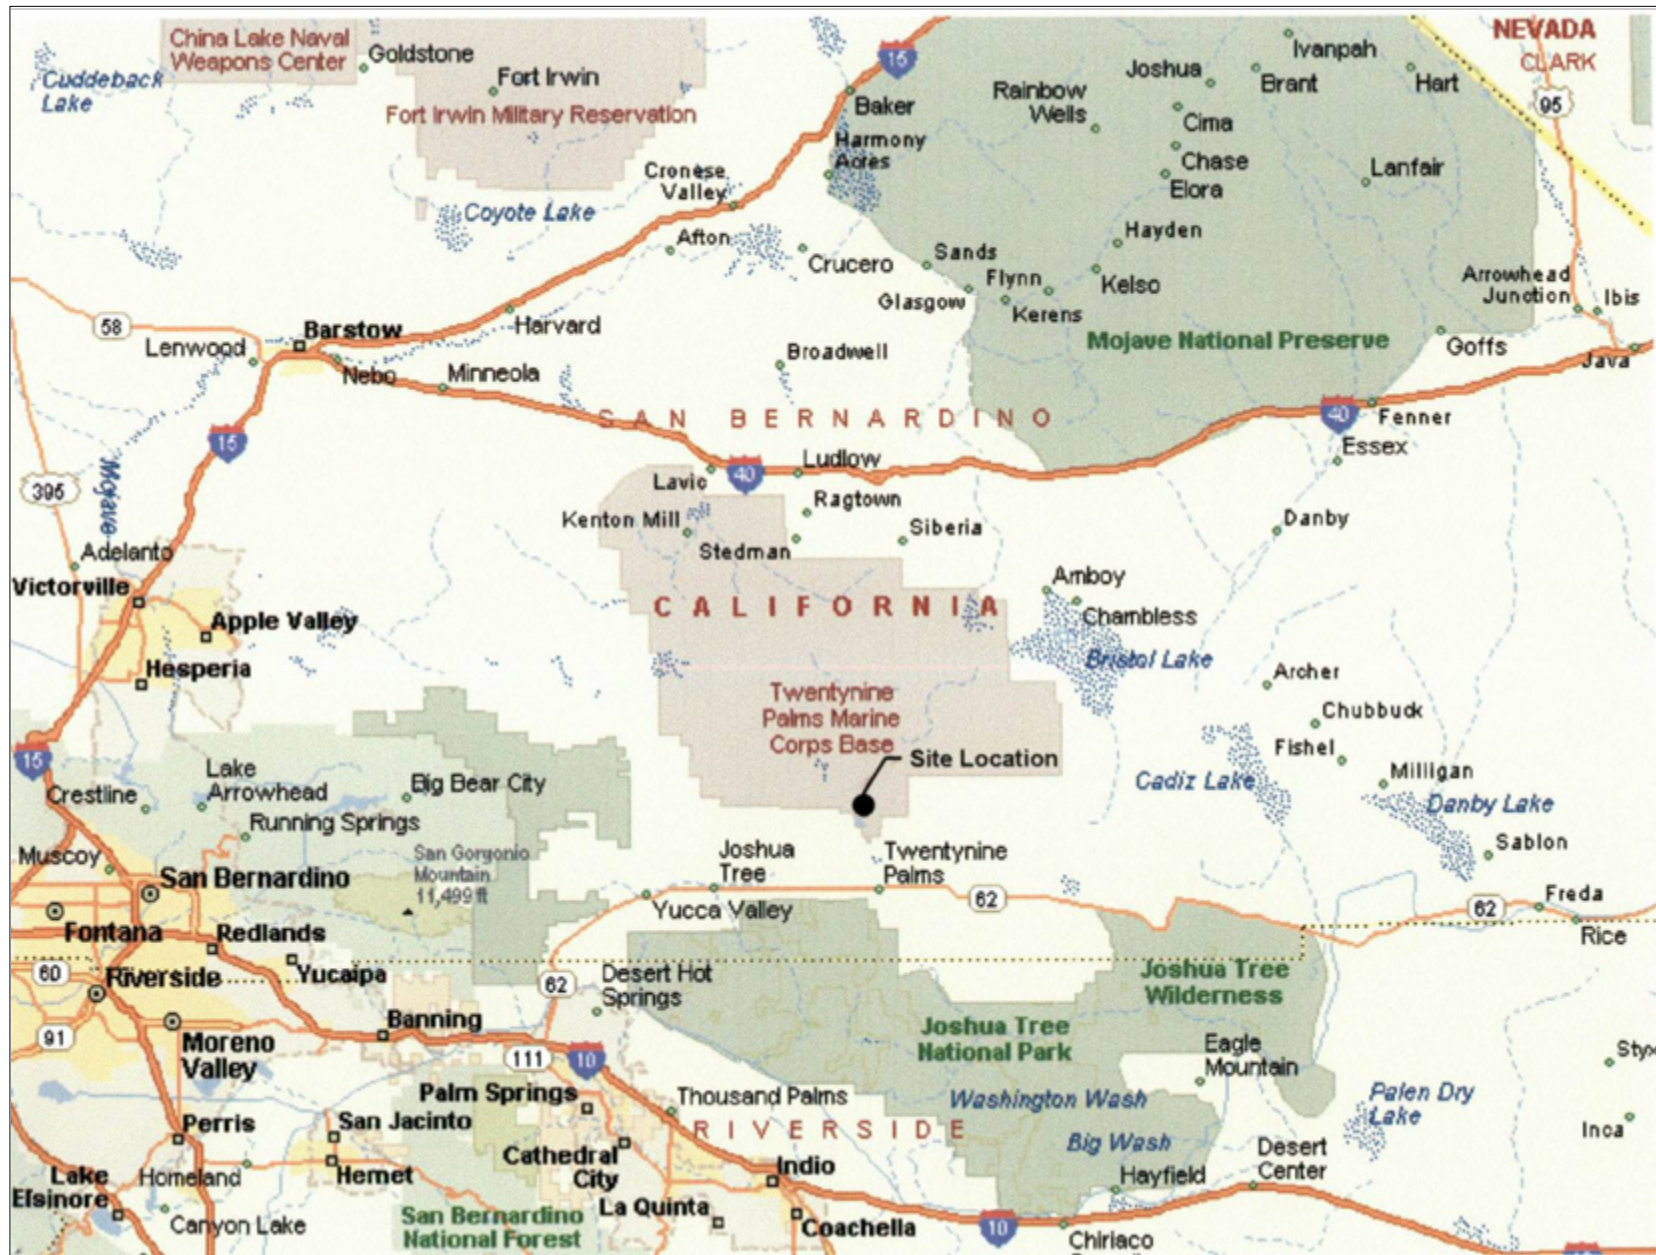 China Lake Naval
Weapons Center
Goldstone
Cuddeback
Lake
Fort Irwin
Fort Irwin Military Reservation
15
Baker
Harmony
Acres
Cronese
Valley
Coyote Lake
Afton
Crucero
NEVADA
CLARK
95
Ivanpah
Joshua
Brant
Hart
Rainbow
Wells
Cima
Chase
Elora
Lanfair
Hayden
Kelso
Sands
Flynn
Glasgow
Kerens
Mojave National Preserve
Arrowhead
Junction
Ibis
Goffs
Java
58
Barstow
Lenwood
Nebo
Harvard
Minneola
Broadwell
SAN BERNARDINO
40
Fenner
Essex
15
395
Mojave
Adelanto
Lavic
40
Ludlow
Ragtown
Kenton Mill
Stedman
Siberia
Danby
Victorville
Apple Valley
Hesperia
CALIFORNIA
Amboy
Chambless
Bristol Lake
Twentynine
Palms Marine
Corps Base
Site Location
Archer
Chubbuck
Fishel
Milligan
Cadiz Lake
Danby Lake
Sablon
15
Lake
Arrowhead
Crestline
Big Bear City
Running Springs
Muscoy
San Gorgonio
Mountain
11,499 ft
San Bernardino
Joshua
Tree
Twentynine
Palms
Yucca Valley
62
62
Freda
Rice
Fontana
Redlands
60
Riverside
Yucaipa
62
Desert Hot
Springs
Joshua Tree
Wilderness
Joshua Tree
National Park
91
Moreno
Valley
Banning
111
10
Eagle
Mountain
Styx
Palm Springs
Thousand Palms
Washington Wash
Palen Dry
Lake
Inca
Perris
San Jacinto
RIVERSIDE
Big Wash
Lake
Elsinore
Homeland
Hemet
Cathedral
City
Indio
Hayfield
Desert
Center
Canyon Lake
San Bernardino
National Forest
La Quinta
Coachella
10
Chiriaco